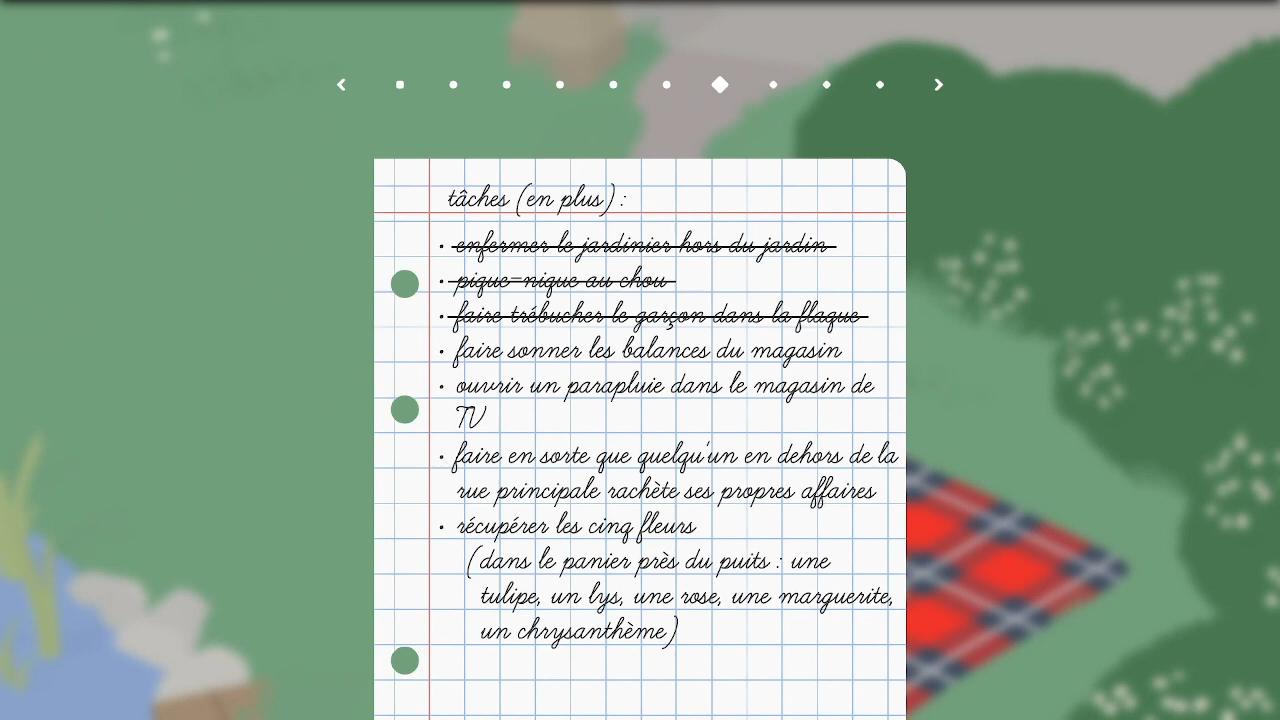 tâches (en plus) :
• enfermer le jardinier hors du jardin
• pique-nique au chou
• faire trébucher le garçon dans la flaque
• faire sonner les balances du magasin
• ouvrir un parapluie dans le magasin de
TV
• faire en sorte que quelqu'un en dehors de la
rue principale rachète ses propres affaires
• récupérer les cinq fleurs
(dans le panier près du puits : une
tulipe, un lys, une rose, une marguerite,
un chrysanthème)